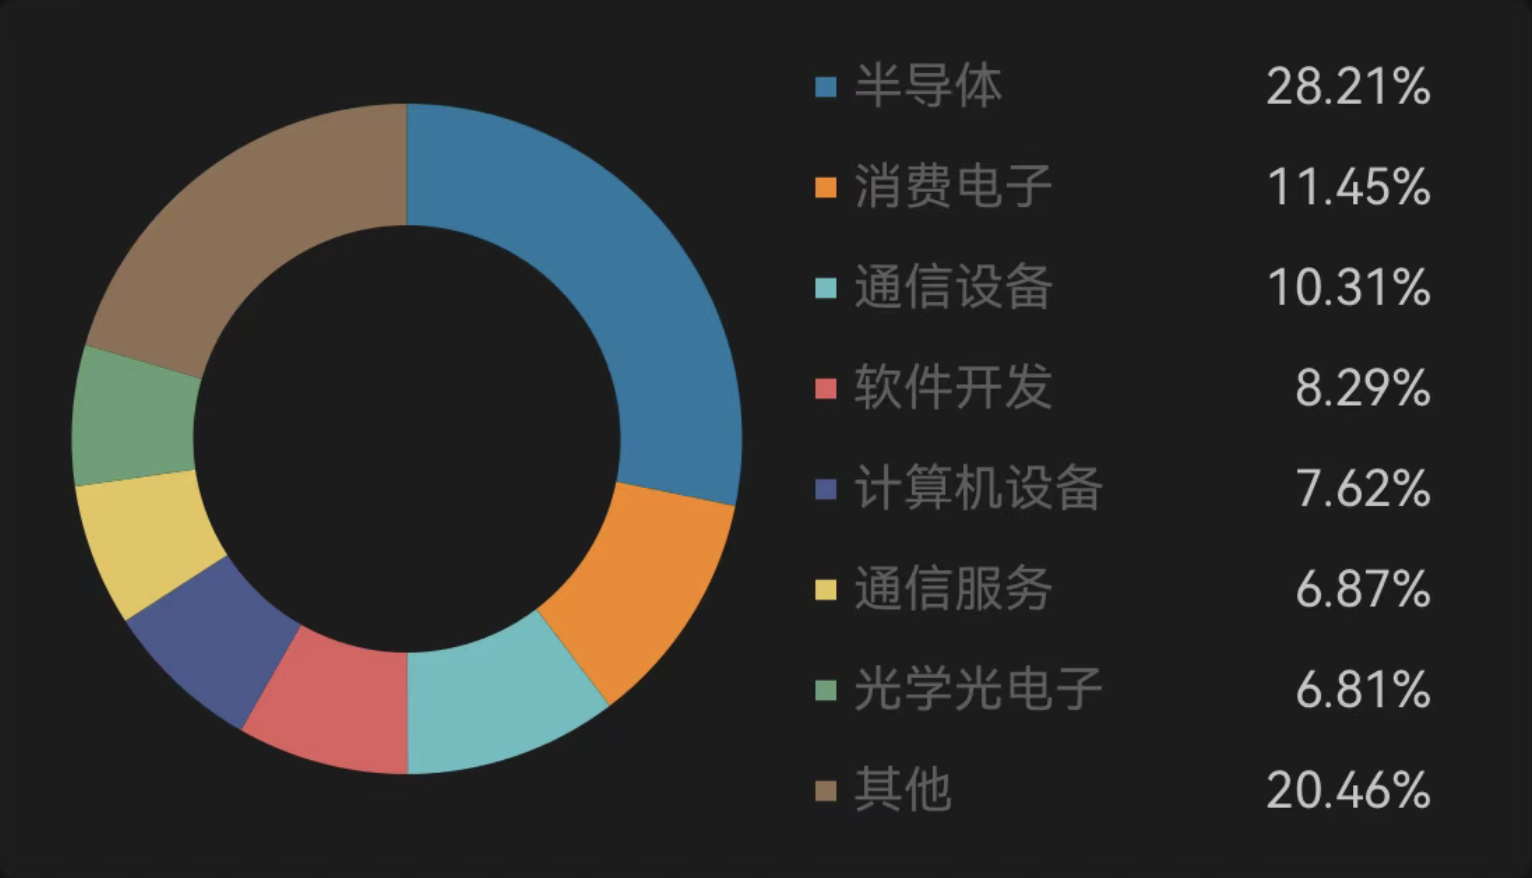 半导体 28.21%
消费电子 11.45%
通信设备 10.31%
软件开发 8.29%
计算机设备 7.62%
通信服务 6.87%
光学光电子 6.81%
其他 20.46%